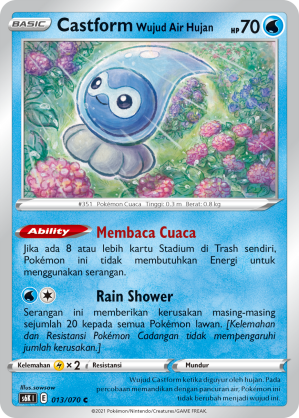 BASIC
Castform Wujud Air Hujan HP 70
#351 Pokémon Cuaca Tinggi: 0.3 m Berat: 0.8 kg
Ability Membaca Cuaca
Jika ada 8 atau lebih kartu Stadium di Trash sendiri,
Pokémon ini tidak membutuhkan Energi untuk
menggunakan serangan.
Rain Shower
Serangan ini memberikan kerusakan masing-masing
sejumlah 20 kepada semua Pokémon lawan. [Kelemahan
dan Resistansi Pokémon Cadangan tidak mempengaruhi
jumlah kerusakan.]
Kelemahan ×2 Resistansi Mundur
Illus.sowsow
s6K I E 013/070 C
Wujud Castform ketika diguyur oleh hujan. Pada
percobaan memandikannya dengan pancuran air, Pokémon ini
tidak berubah menjadi wujud ini.
©2021 Pokémon/Nintendo/Creatures/GAME FREAK